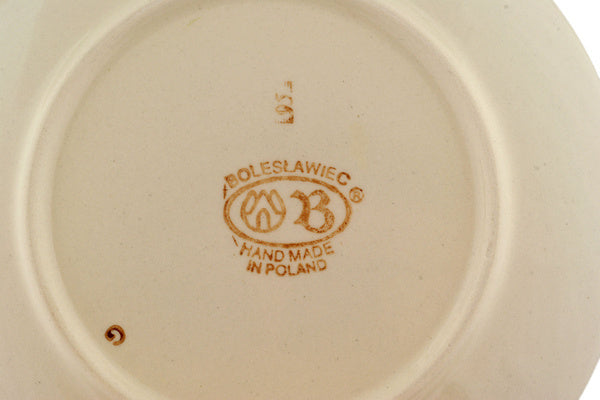 BOLESŁAWIEC ®
B
HAND MADE
IN POLAND